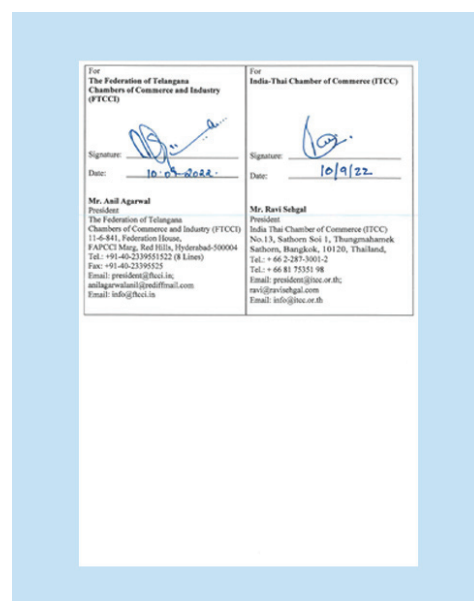 For
The Federation of Telangana
Chambers of Commerce and Industry
(FTCCI)
Signature:
Date: 10-09-2022.
Mr. Anil Agarwal
President
The Federation of Telangana
Chambers of Commerce and Industry (FTCCI)
11-6-841, Federation House,
FAPCCI Marg, Red Hills, Hyderabad-500004
Tel.: +91-40-2339551522 (8 Lines)
Fax: +91-40-23395525
Email: president@ftcci.in;
anilagarwalanil@rediffmail.com
Email: info@ftcci.in
For
India-Thai Chamber of Commerce (ITCC)
Signature:
Date: 10/9/22
Mr. Ravi Sehgal
President
India Thai Chamber of Commerce (ITCC)
No.13, Sathorn Soi 1, Thungmahamek
Sathorn, Bangkok, 10120, Thailand,
Tel.: + 66 2-287-3001-2
Tel.: + 66 81 75351 98
Email: president@itcc.or.th;
ravi@ravisehgal.com
Email: info@itcc.or.th